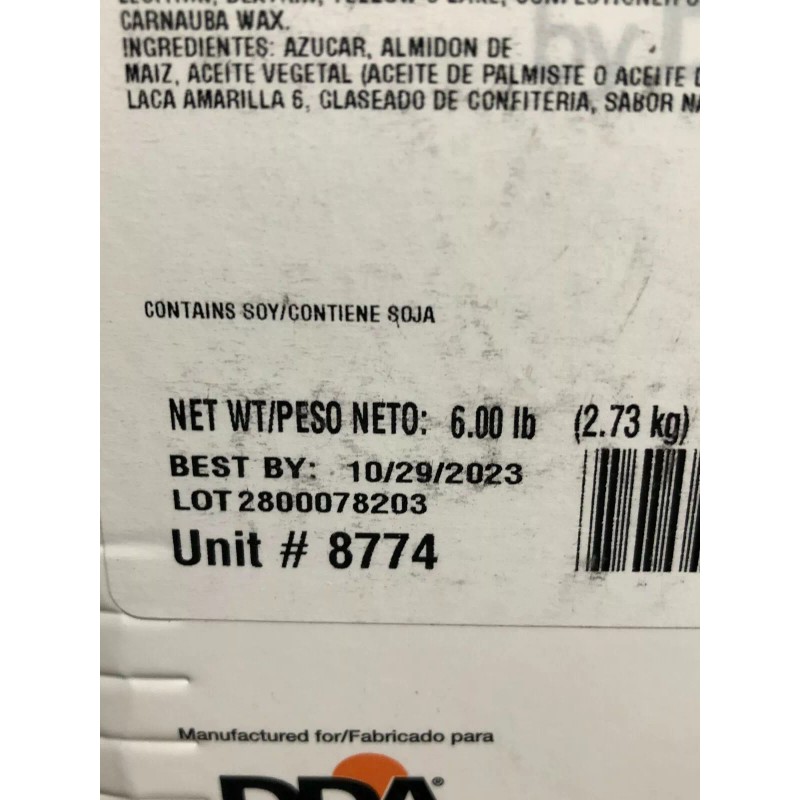 CARNAUBA WAX.
INGREDIENTES: AZUCAR, ALMIDON DE
MAIZ, ACEITE VEGETAL (ACEITE DE PALMISTE O ACEITE
LACA AMARILLA 6, GLASEADO DE CONFITERIA, SABOR
CONTAINS SOY/CONTIENE SOJA
NET WT/PESO NETO: 6.00 lb (2.73 kg)
BEST BY: 10/29/2023
LOT 2800078203
Unit # 8774
Manufactured for/Fabricado para
DDA®